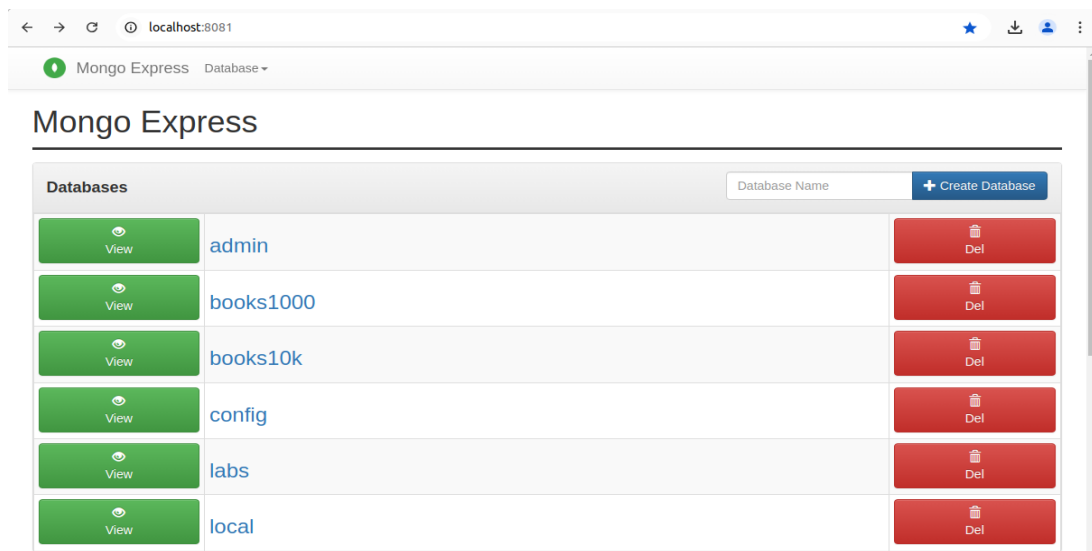 localhost:8081
Mongo Express Database
Mongo Express
Databases
Database Name
Create Database
View
admin
Del
View
books1000
Del
View
books10k
Del
View
config
Del
View
labs
Del
View
local
Del